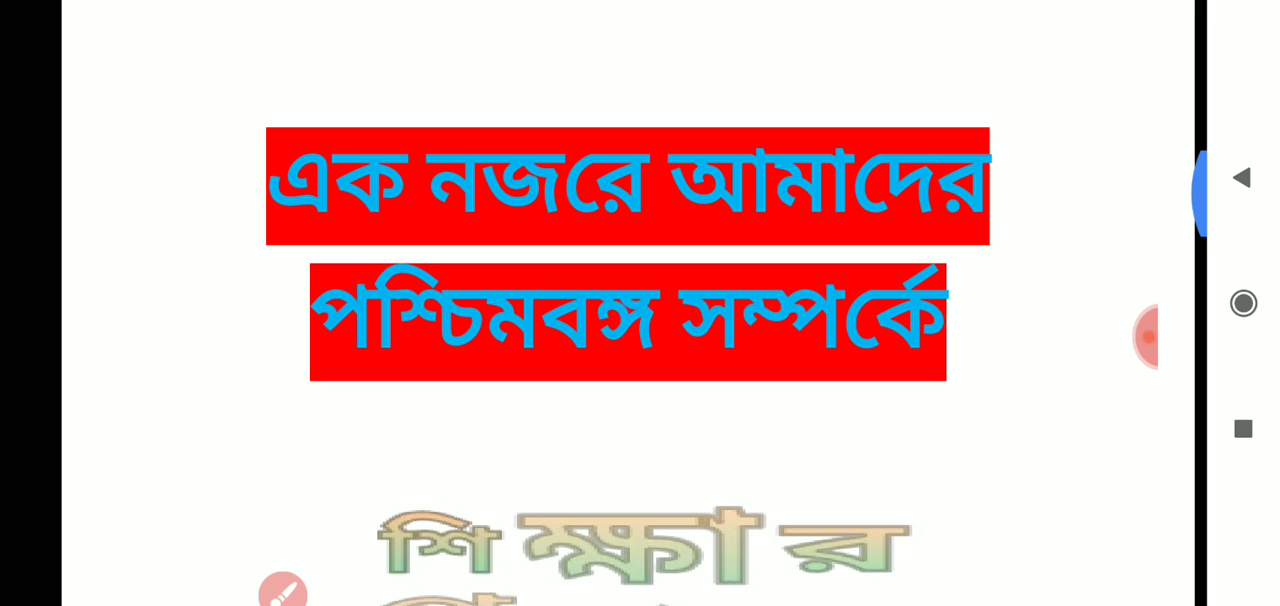 এক নজরে আমাদের
পশ্চিমবঙ্গ সম্পর্কে
শিক্ষার